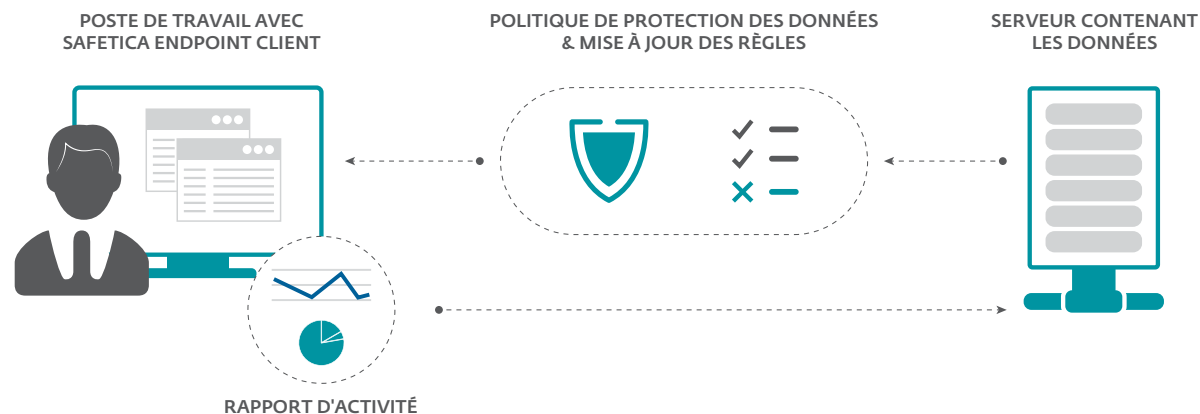 POSTE DE TRAVAIL AVEC
SAFETICA ENDPOINT CLIENT
POLITIQUE DE PROTECTION DES DONNÉES
& MISE À JOUR DES RÈGLES
SERVEUR CONTENANT
LES DONNÉES
RAPPORT D'ACTIVITÉ